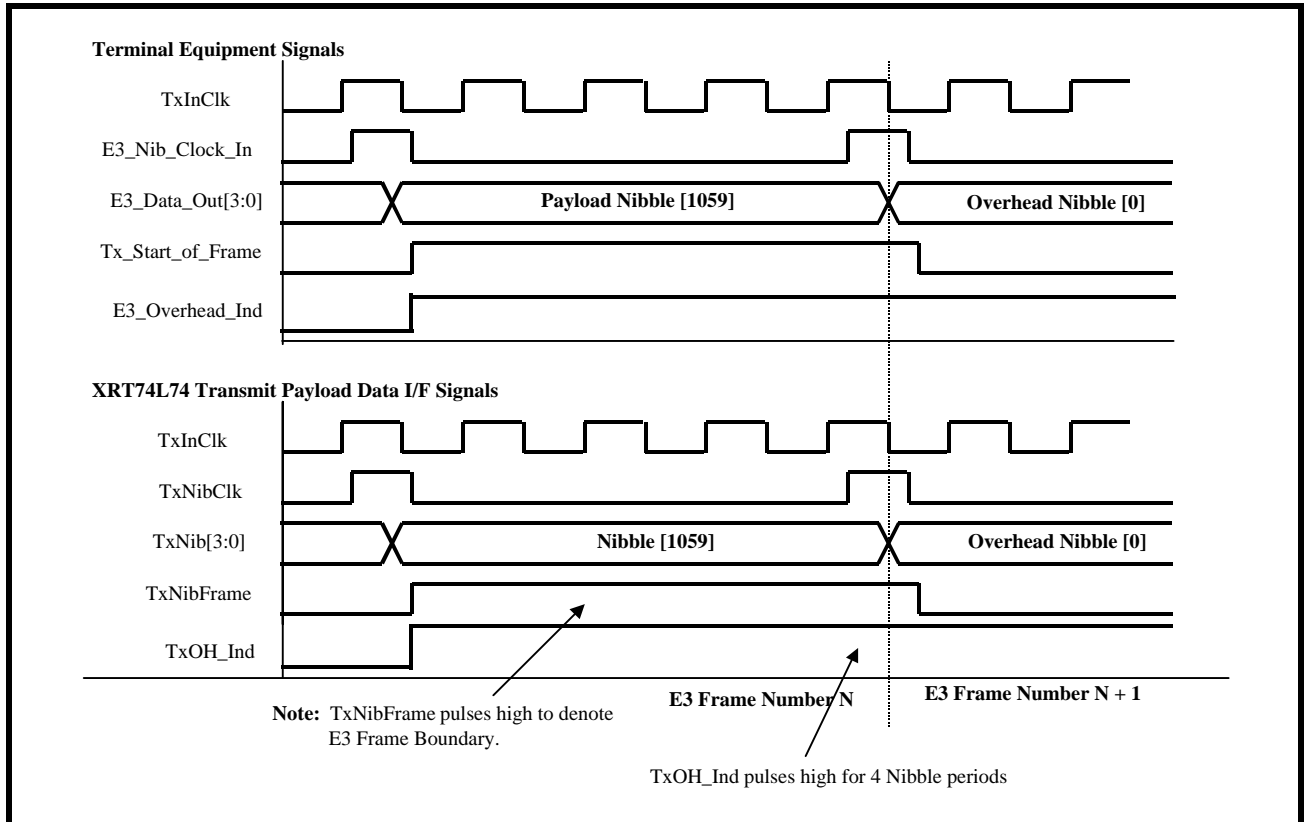 Terminal Equipment Signals
TxInClk
E3_Nib_Clock_In
E3_Data_Out[3:0]
Payload Nibble [1059]
Overhead Nibble [0]
Tx_Start_of_Frame
E3_Overhead_Ind
XRT74L74 Transmit Payload Data I/F Signals
TxInClk
TxNibClk
TxNib[3:0]
Nibble [1059]
Overhead Nibble [0]
TxNibFrame
TxOH_Ind
E3 Frame Number N
E3 Frame Number N + 1
Note: TxNibFrame pulses high to denote
E3 Frame Boundary.
TxOH_Ind pulses high for 4 Nibble periods